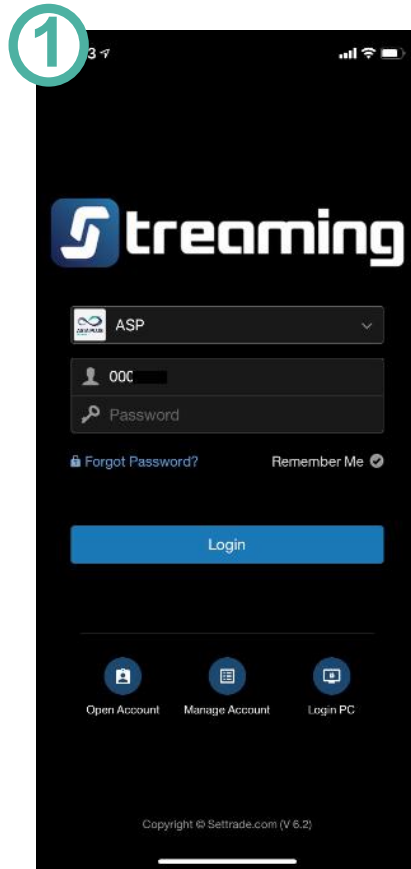 1
3
Streaming
ASP
000
Password
Forgot Password?
Remember Me
Login
Open Account
Manage Account
Login PC
Copyright © Settrade.com (V 6.2)